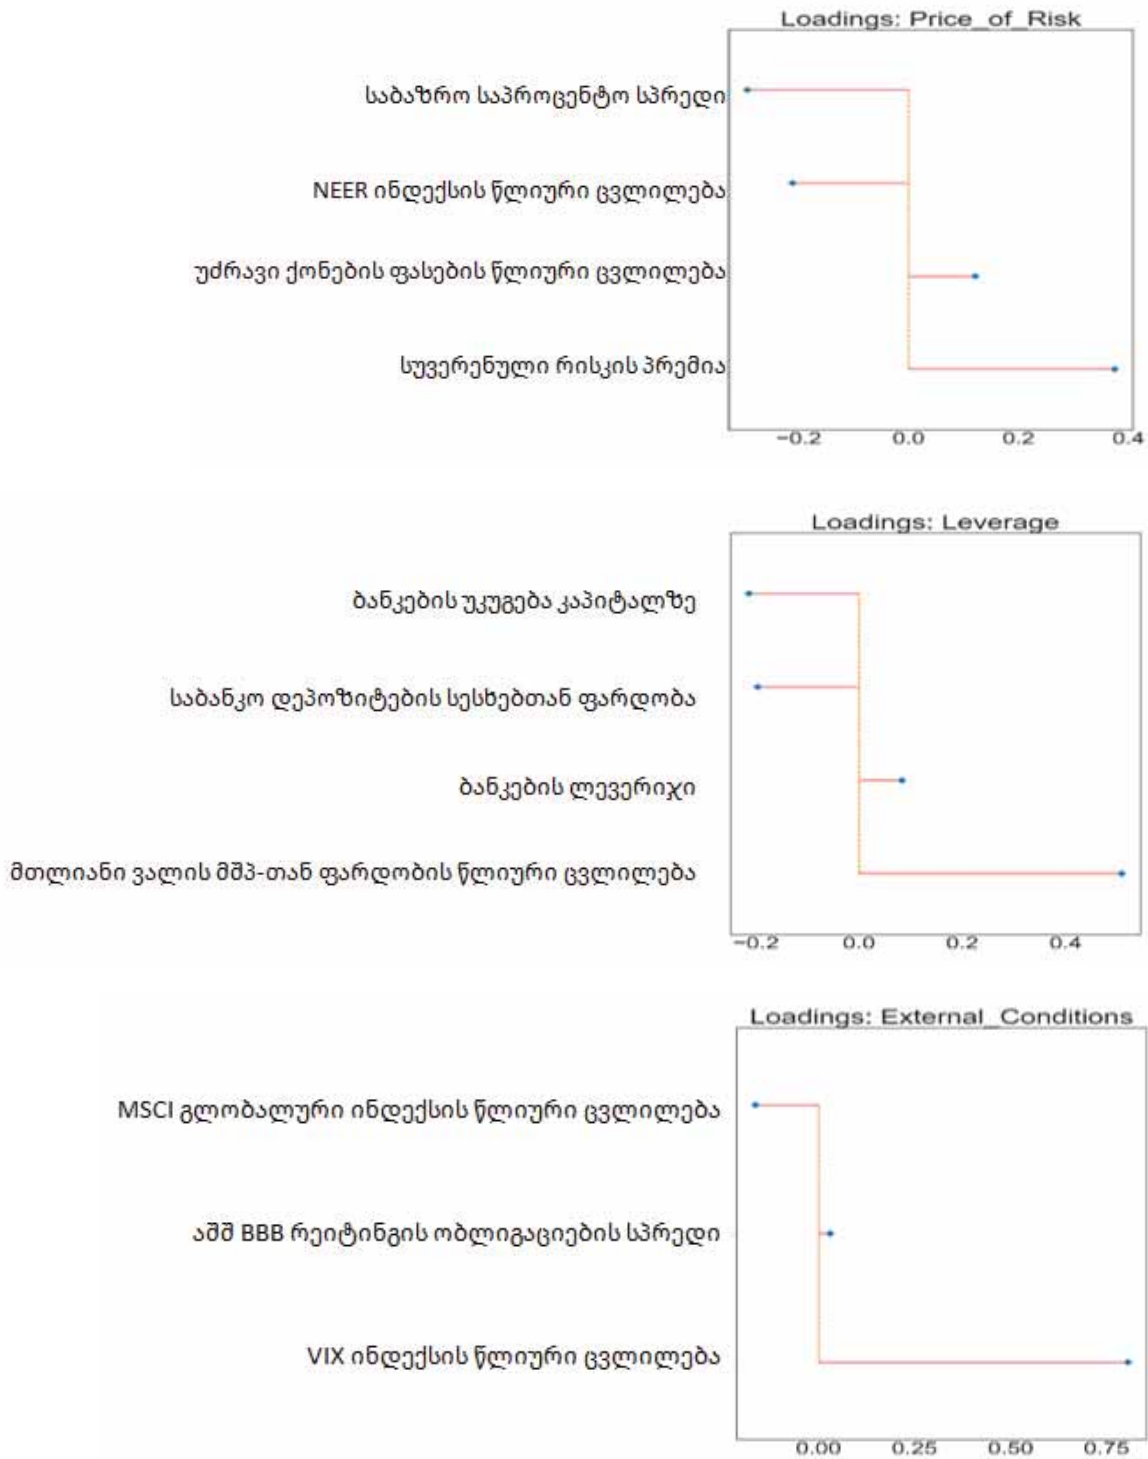 Loadings: Price_of_Risk
საბაზრო საპროცენტო სპრედი
NEER ინდექსის წლიური ცვლილება
უძრავი ქონების ფასების წლიური ცვლილება
სუვერენული რისკის პრემია
−0.2 0.0 0.2 0.4
Loadings: Leverage
ბანკების უკუგება კაპიტალზე
საბანკო დეპოზიტების სესხებთან ფარდობა
ბანკების ლევერიჯი
მთლიანი ვალის მშპ-თან ფარდობის წლიური ცვლილება
−0.2 0.0 0.2 0.4
Loadings: External_Conditions
MSCI გლობალური ინდექსის წლიური ცვლილება
აშშ BBB რეიტინგის ობლიგაციების სპრედი
VIX ინდექსის წლიური ცვლილება
0.00 0.25 0.50 0.75